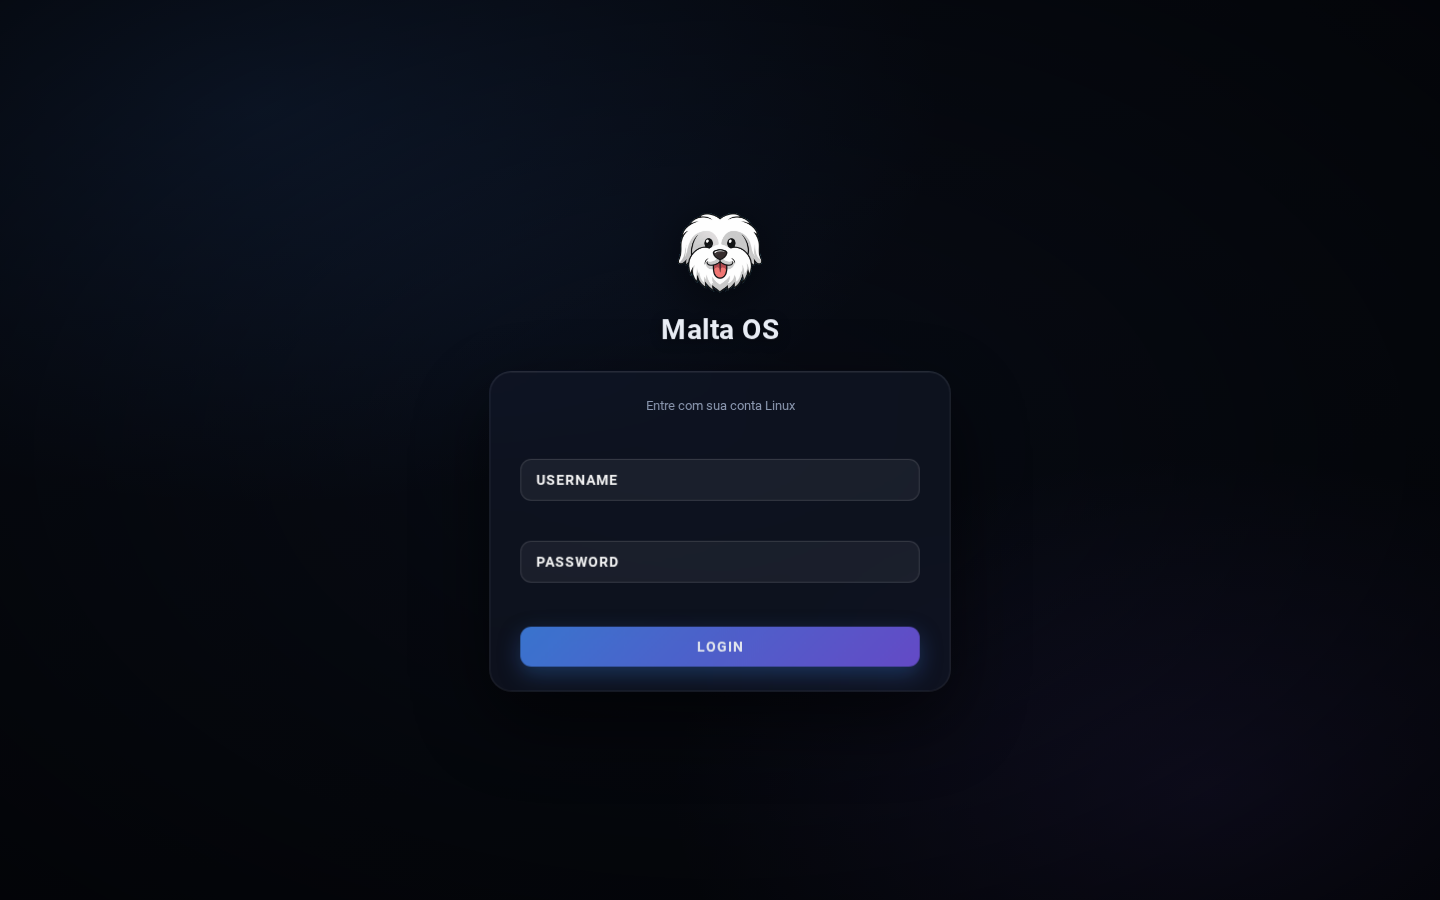 Malta OS
Entre com sua conta Linux
USERNAME
PASSWORD
LOGIN